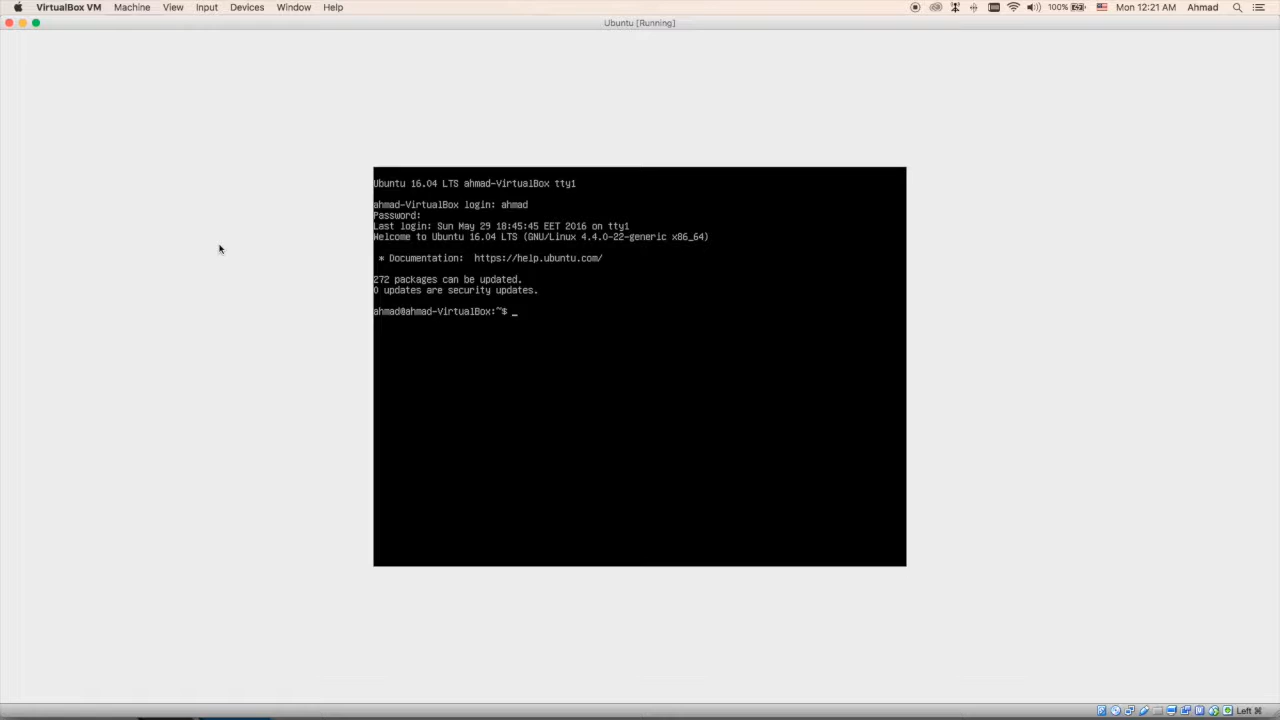 VirtualBox VM Machine View Input Devices Window Help 100% Mon 12:21 AM Ahmad
Ubuntu [Running]
Ubuntu 16.04 LTS ahmad-VirtualBox tty1
ahmad-VirtualBox login: ahmad
Password:
Last login: Sun May 29 18:45:45 EET 2016 on tty1
Welcome to Ubuntu 16.04 LTS (GNU/Linux 4.4.0-22-generic x86_64)
* Documentation: https://help.ubuntu.com/
272 packages can be updated.
0 updates are security updates.
ahmad@ahmad-VirtualBox:~$ _
Left ⌘